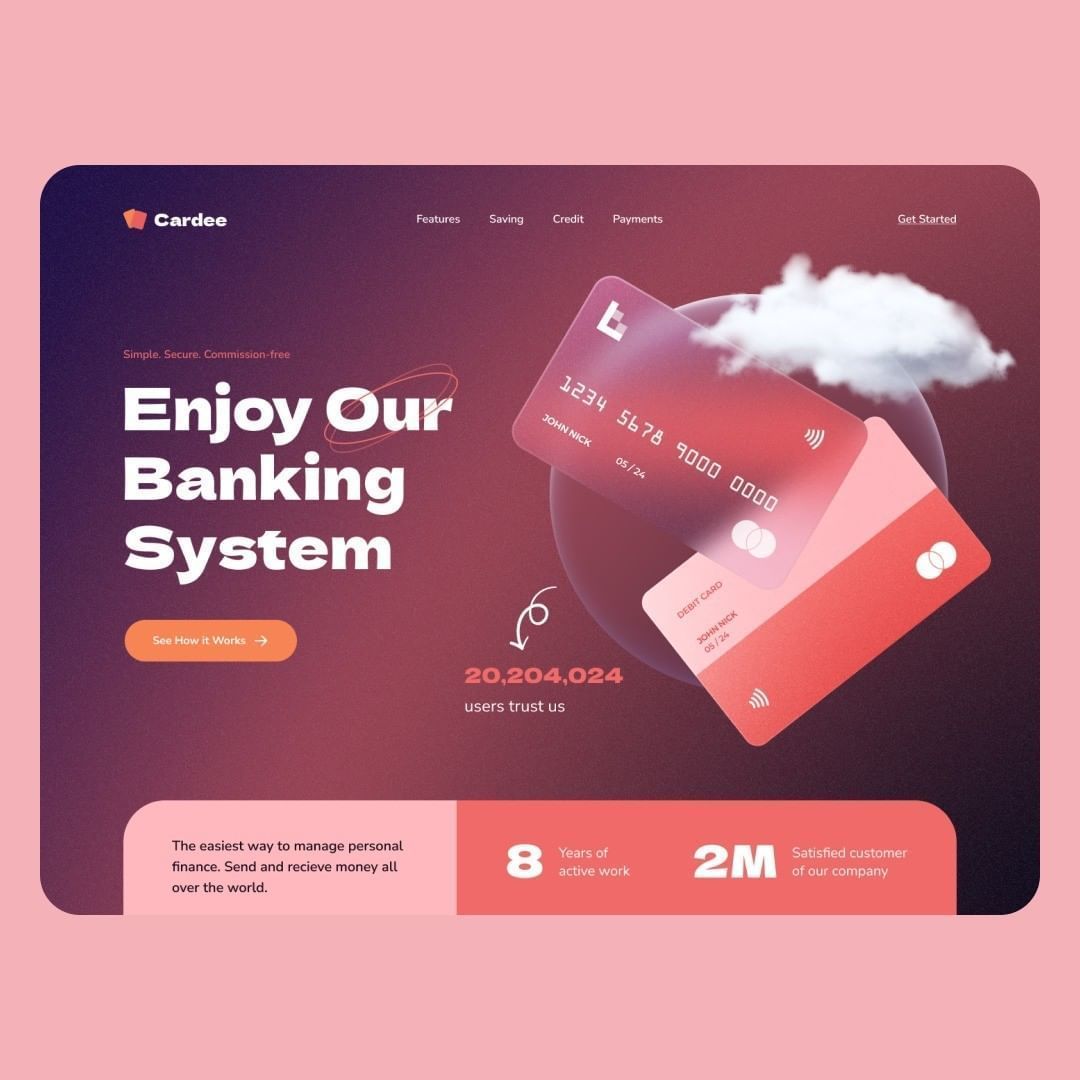 Cardee
Features
Saving
Credit
Payments
Get Started
Simple. Secure. Commission-free
Enjoy Our
Banking
System
See How it Works
1234 5678 9000 0000
JOHN NICK
05 / 24
DEBIT CARD
JOHN NICK
05 / 24
20,204,024
users trust us
The easiest way to manage personal
finance. Send and recieve money all
over the world.
8
Years of
active work
2M
Satisfied customer
of our company